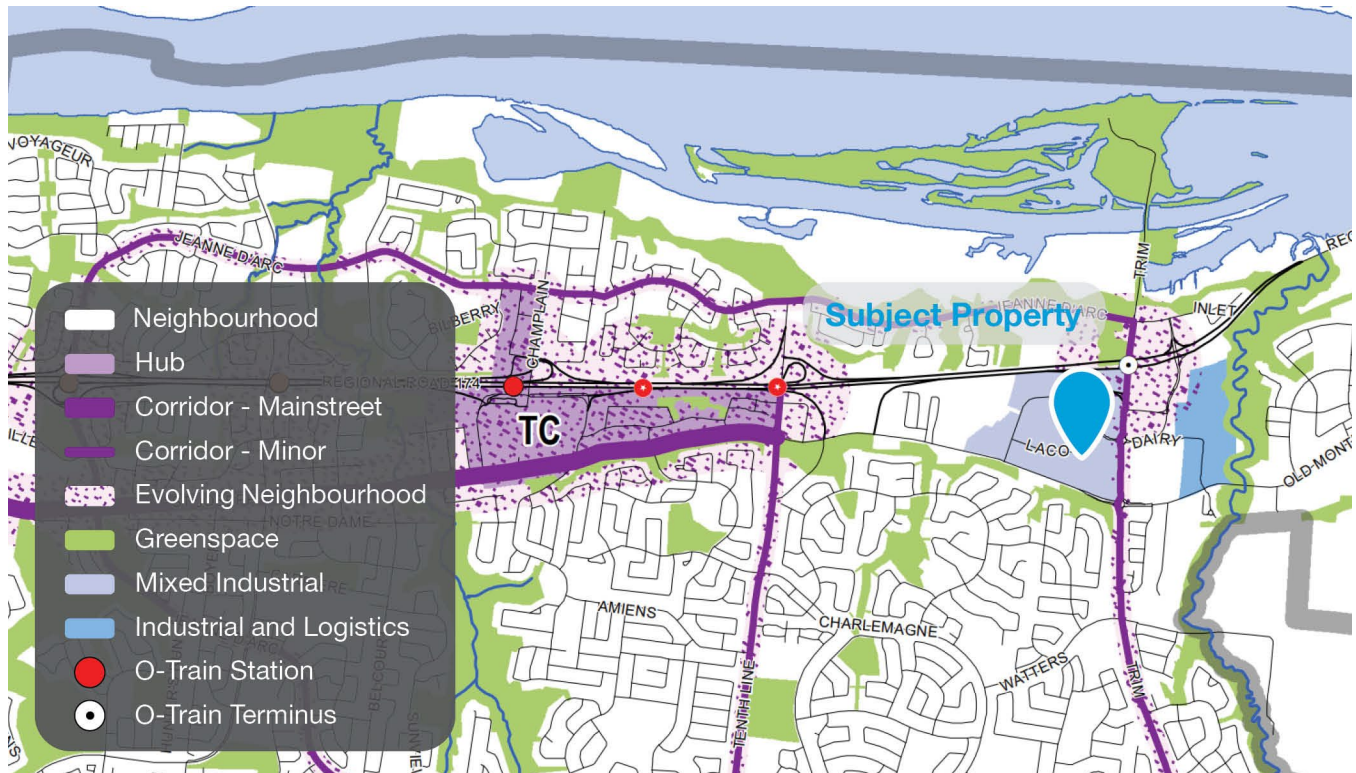 VOYAGEUR
JEANNE D'ARC
TRIM
REG
INLET
JEANNE D'ARC
Subject Property
BILBERRY
CHAMPLAIN
REGIONAL ROAD 174
TC
LACO
DAIRY
OLD-MONT
Neighbourhood
Hub
Corridor - Mainstreet
Corridor - Minor
Evolving Neighbourhood
Greenspace
Mixed Industrial
Industrial and Logistics
O-Train Station
O-Train Terminus
NOTRE DAME
BELCOUR
AMIENS
CHARLEMAGNE
WATTERS
TENTH LINE
TRIM